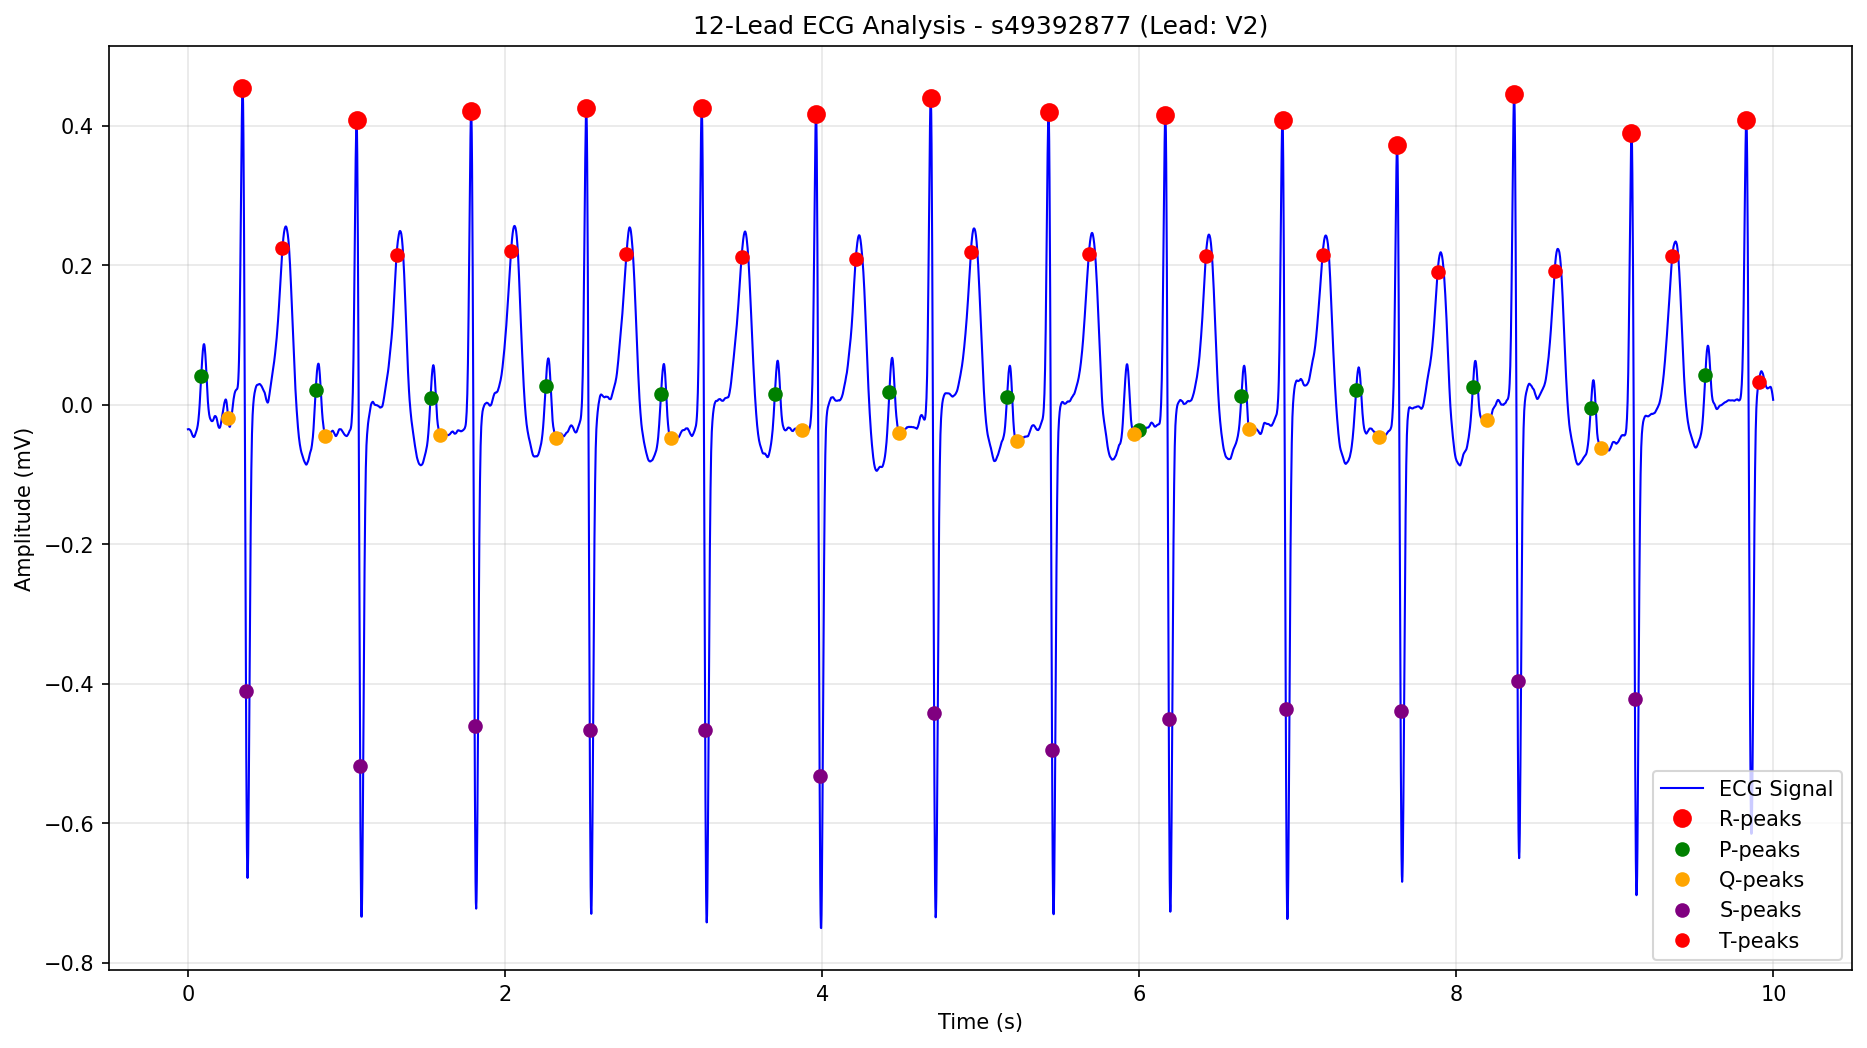 12-Lead ECG Analysis - s49392877 (Lead: V2)
Amplitude (mV)
0.4
0.2
0.0
−0.2
−0.4
−0.6
−0.8
0 2 4 6 8 10
Time (s)
ECG Signal
R-peaks
P-peaks
Q-peaks
S-peaks
T-peaks